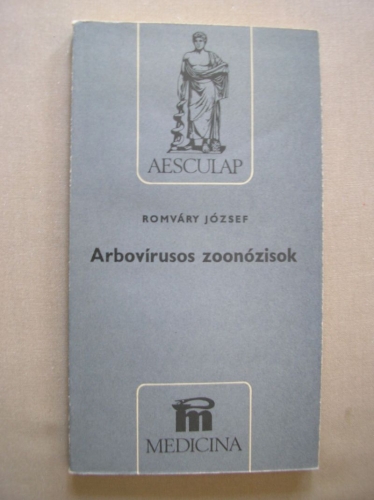 AESCULAP
ROMVÁRY JÓZSEF
Arbovírusos zoonózisok
m
MEDICINA